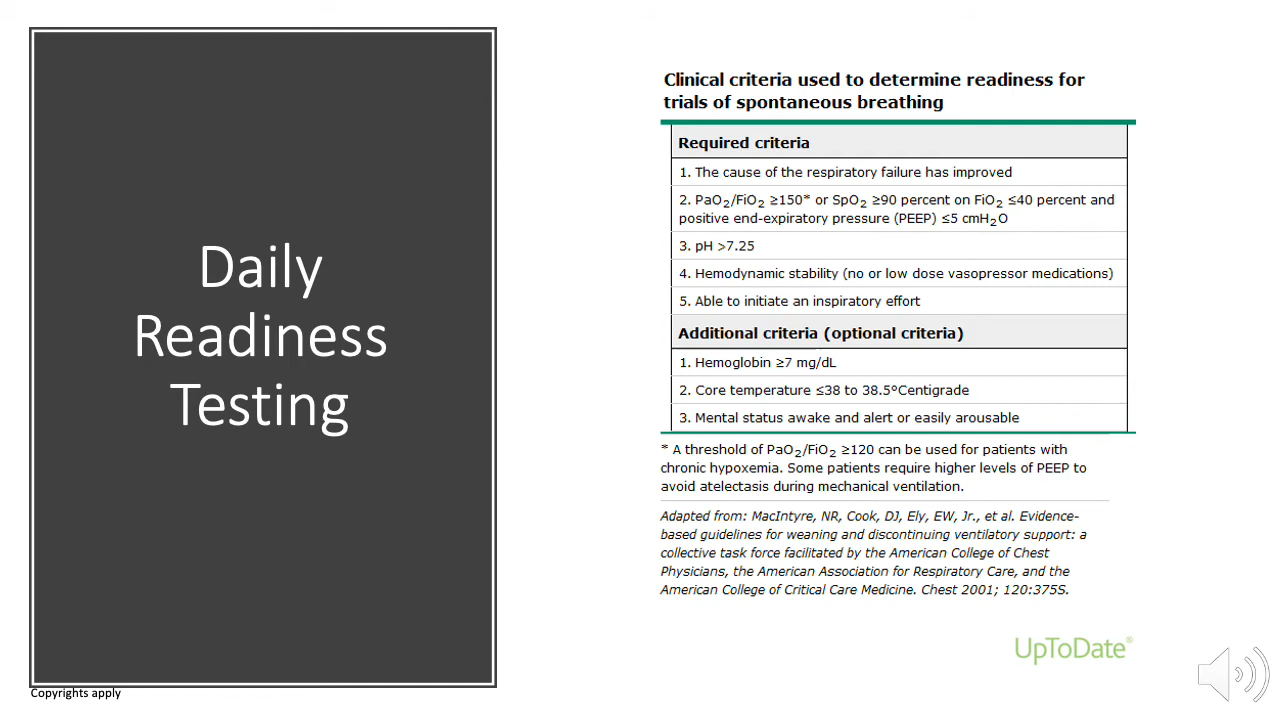 Daily
Readiness
Testing
Copyrights apply
Clinical criteria used to determine readiness for
trials of spontaneous breathing
Required criteria
1. The cause of the respiratory failure has improved
2. PaO2/FiO2 ≥150* or SpO2 ≥90 percent on FiO2 ≤40 percent and
positive end-expiratory pressure (PEEP) ≤5 cmH2O
3. pH >7.25
4. Hemodynamic stability (no or low dose vasopressor medications)
5. Able to initiate an inspiratory effort
Additional criteria (optional criteria)
1. Hemoglobin ≥7 mg/dL
2. Core temperature ≤38 to 38.5°Centigrade
3. Mental status awake and alert or easily arousable
* A threshold of PaO2/FiO2 ≥120 can be used for patients with
chronic hypoxemia. Some patients require higher levels of PEEP to
avoid atelectasis during mechanical ventilation.
Adapted from: MacIntyre, NR, Cook, DJ, Ely, EW, Jr., et al. Evidence-
based guidelines for weaning and discontinuing ventilatory support: a
collective task force facilitated by the American College of Chest
Physicians, the American Association for Respiratory Care, and the
American College of Critical Care Medicine. Chest 2001; 120:375S.
UpToDate®